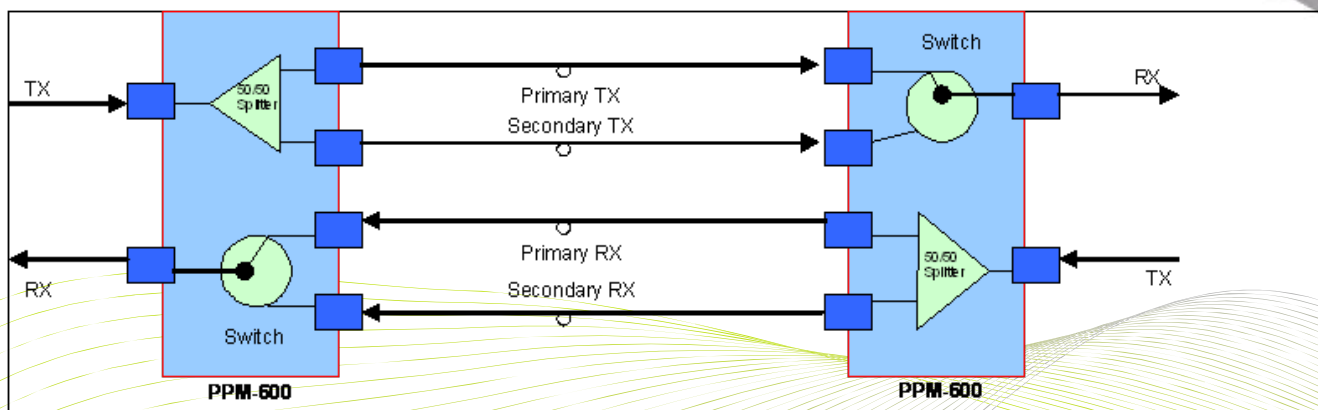 Switch
TX
50/50
Splitter
RX
Primary TX
Secondary TX
Primary RX
50/50
Splitter
RX
TX
Secondary RX
Switch
PPM-600
PPM-600